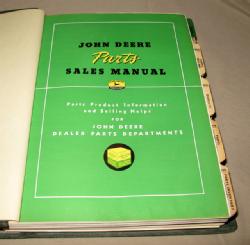 JOHN DEERE
Parts
SALES MANUAL
Parts Product Information
and Selling Helps
FOR
JOHN DEERE
DEALER PARTS DEPARTMENTS